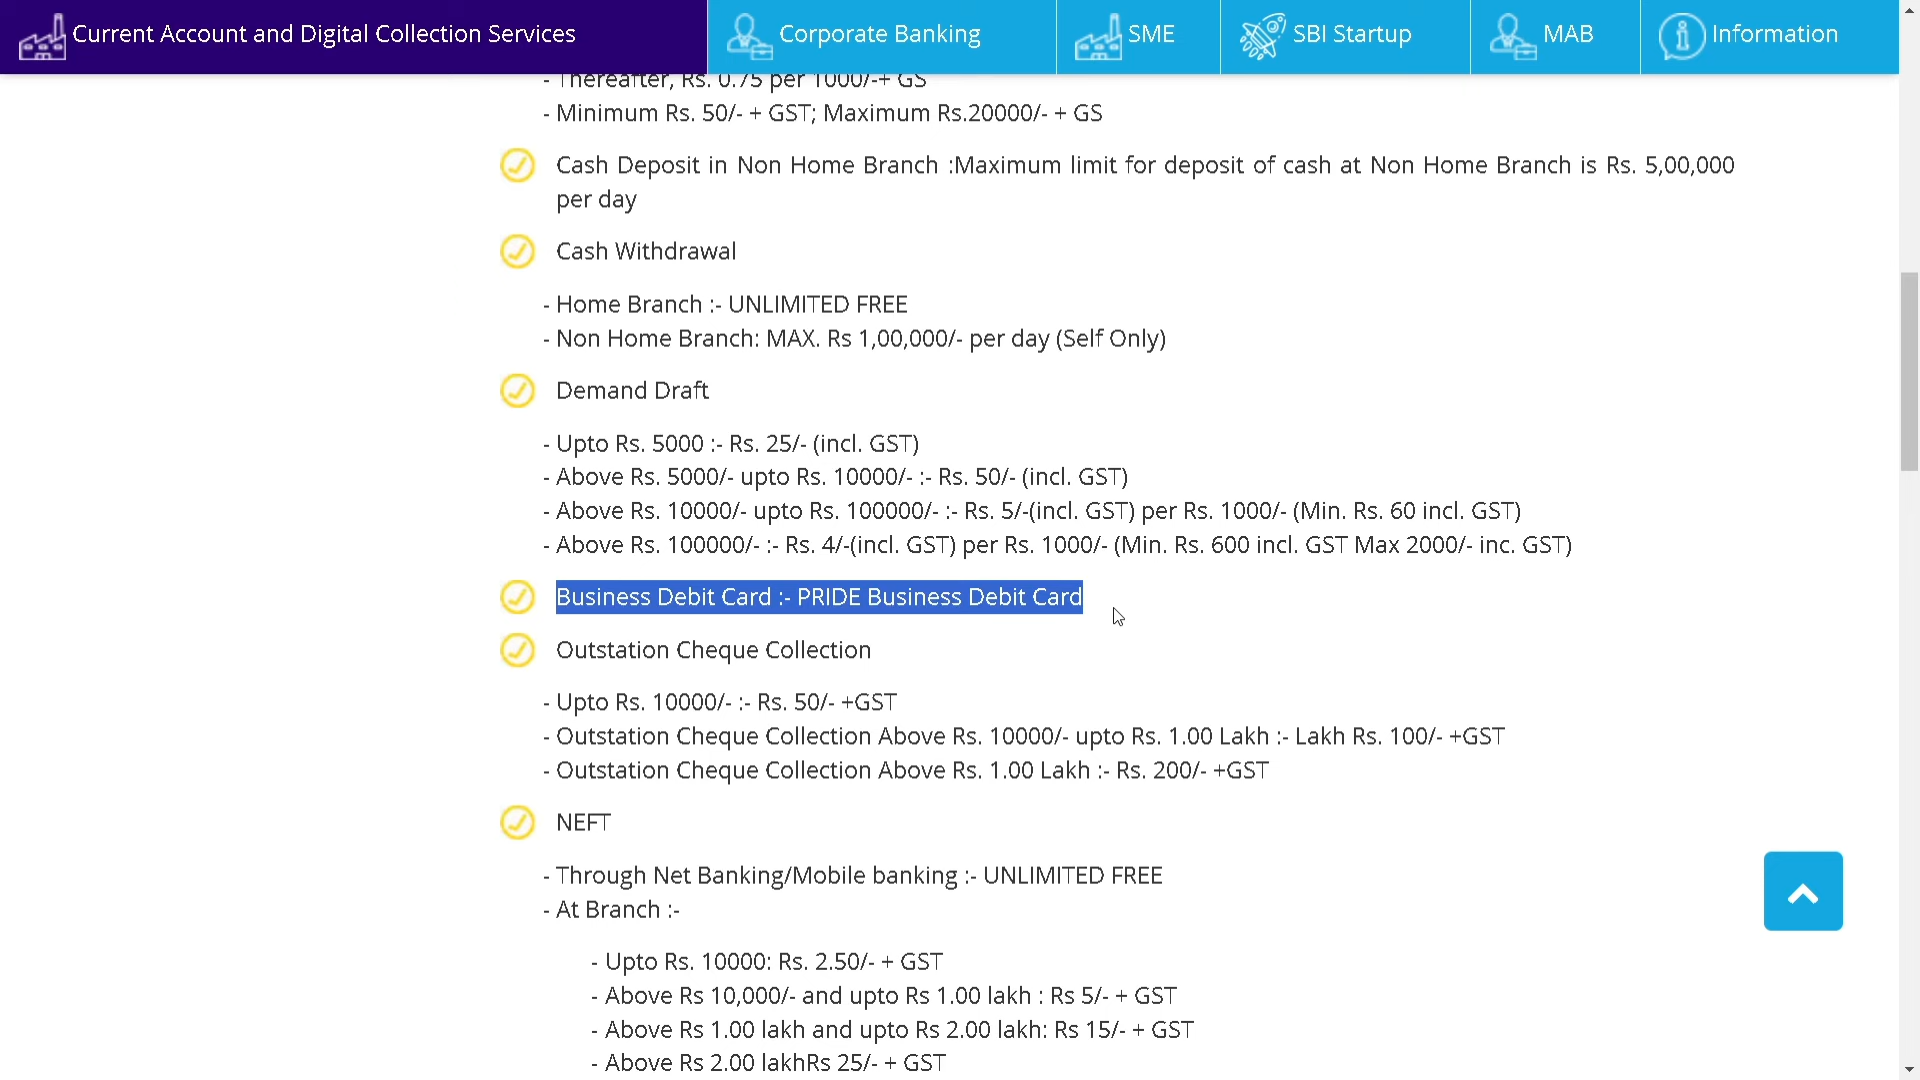 Current Account and Digital Collection Services
Corporate Banking
SME
SBI Startup
MAB
Information
- Thereafter, Rs. 0.75 per 1000/-+ GS
- Minimum Rs. 50/- + GST; Maximum Rs.20000/- + GS
Cash Deposit in Non Home Branch :Maximum limit for deposit of cash at Non Home Branch is Rs. 5,00,000
per day
Cash Withdrawal
- Home Branch :- UNLIMITED FREE
- Non Home Branch: MAX. Rs 1,00,000/- per day (Self Only)
Demand Draft
- Upto Rs. 5000 :- Rs. 25/- (incl. GST)
- Above Rs. 5000/- upto Rs. 10000/- :- Rs. 50/- (incl. GST)
- Above Rs. 10000/- upto Rs. 100000/- :- Rs. 5/-(incl. GST) per Rs. 1000/- (Min. Rs. 60 incl. GST)
- Above Rs. 100000/- :- Rs. 4/-(incl. GST) per Rs. 1000/- (Min. Rs. 600 incl. GST Max 2000/- inc. GST)
Business Debit Card :- PRIDE Business Debit Card
Outstation Cheque Collection
- Upto Rs. 10000/- :- Rs. 50/- +GST
- Outstation Cheque Collection Above Rs. 10000/- upto Rs. 1.00 Lakh :- Lakh Rs. 100/- +GST
- Outstation Cheque Collection Above Rs. 1.00 Lakh :- Rs. 200/- +GST
NEFT
- Through Net Banking/Mobile banking :- UNLIMITED FREE
- At Branch :-
- Upto Rs. 10000: Rs. 2.50/- + GST
- Above Rs 10,000/- and upto Rs 1.00 lakh : Rs 5/- + GST
- Above Rs 1.00 lakh and upto Rs 2.00 lakh: Rs 15/- + GST
- Above Rs 2.00 lakhRs 25/- + GST